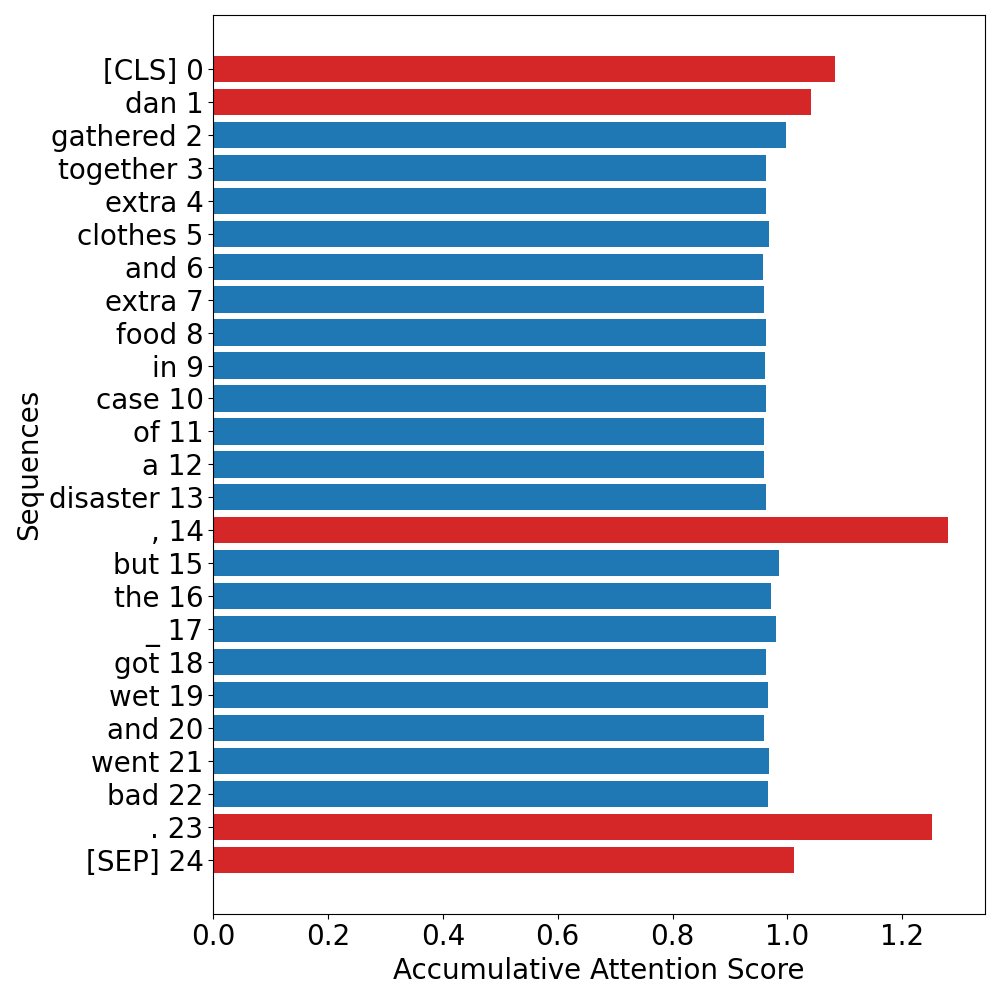 [CLS] 0
dan 1
gathered 2
together 3
extra 4
clothes 5
and 6
extra 7
food 8
in 9
case 10
of 11
a 12
disaster 13
, 14
but 15
the 16
_ 17
got 18
wet 19
and 20
went 21
bad 22
. 23
[SEP] 24
Sequences
0.0 0.2 0.4 0.6 0.8 1.0 1.2
Accumulative Attention Score